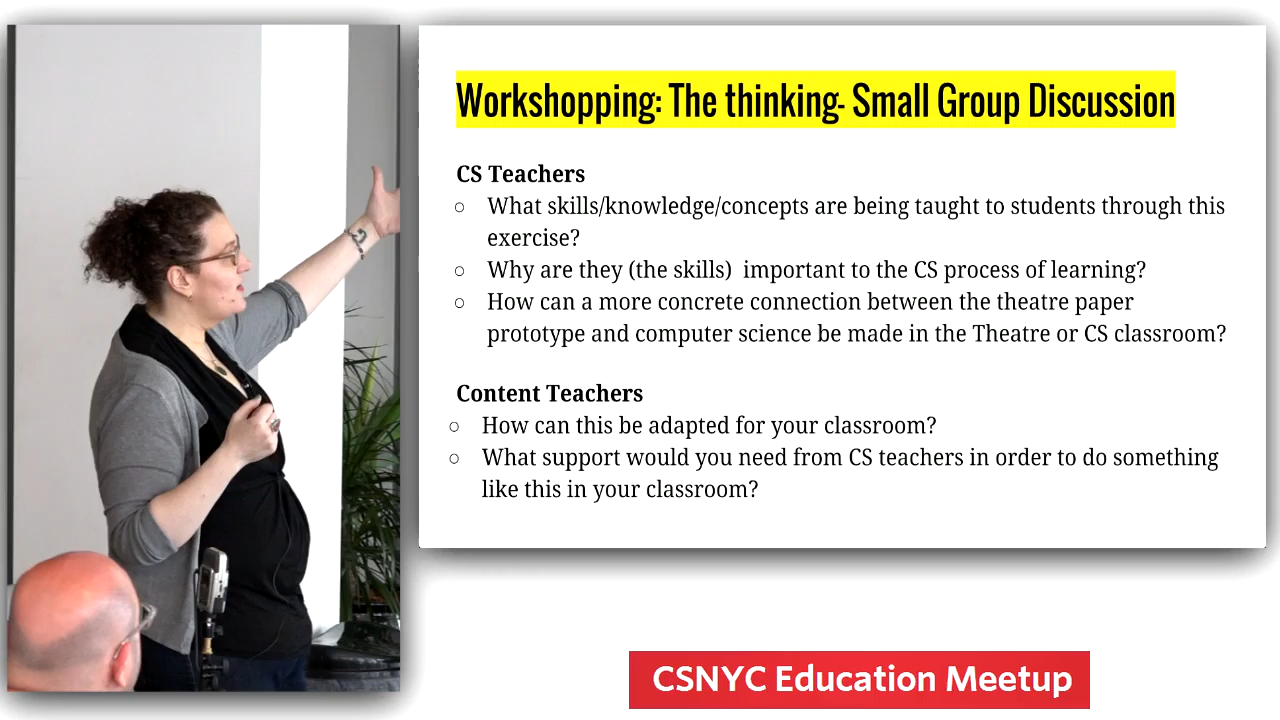 Workshopping: The thinking- Small Group Discussion
CS Teachers
○ What skills/knowledge/concepts are being taught to students through this
exercise?
○ Why are they (the skills)  important to the CS process of learning?
○ How can a more concrete connection between the theatre paper
prototype and computer science be made in the Theatre or CS classroom?
Content Teachers
○ How can this be adapted for your classroom?
○ What support would you need from CS teachers in order to do something
like this in your classroom?
CSNYC Education Meetup